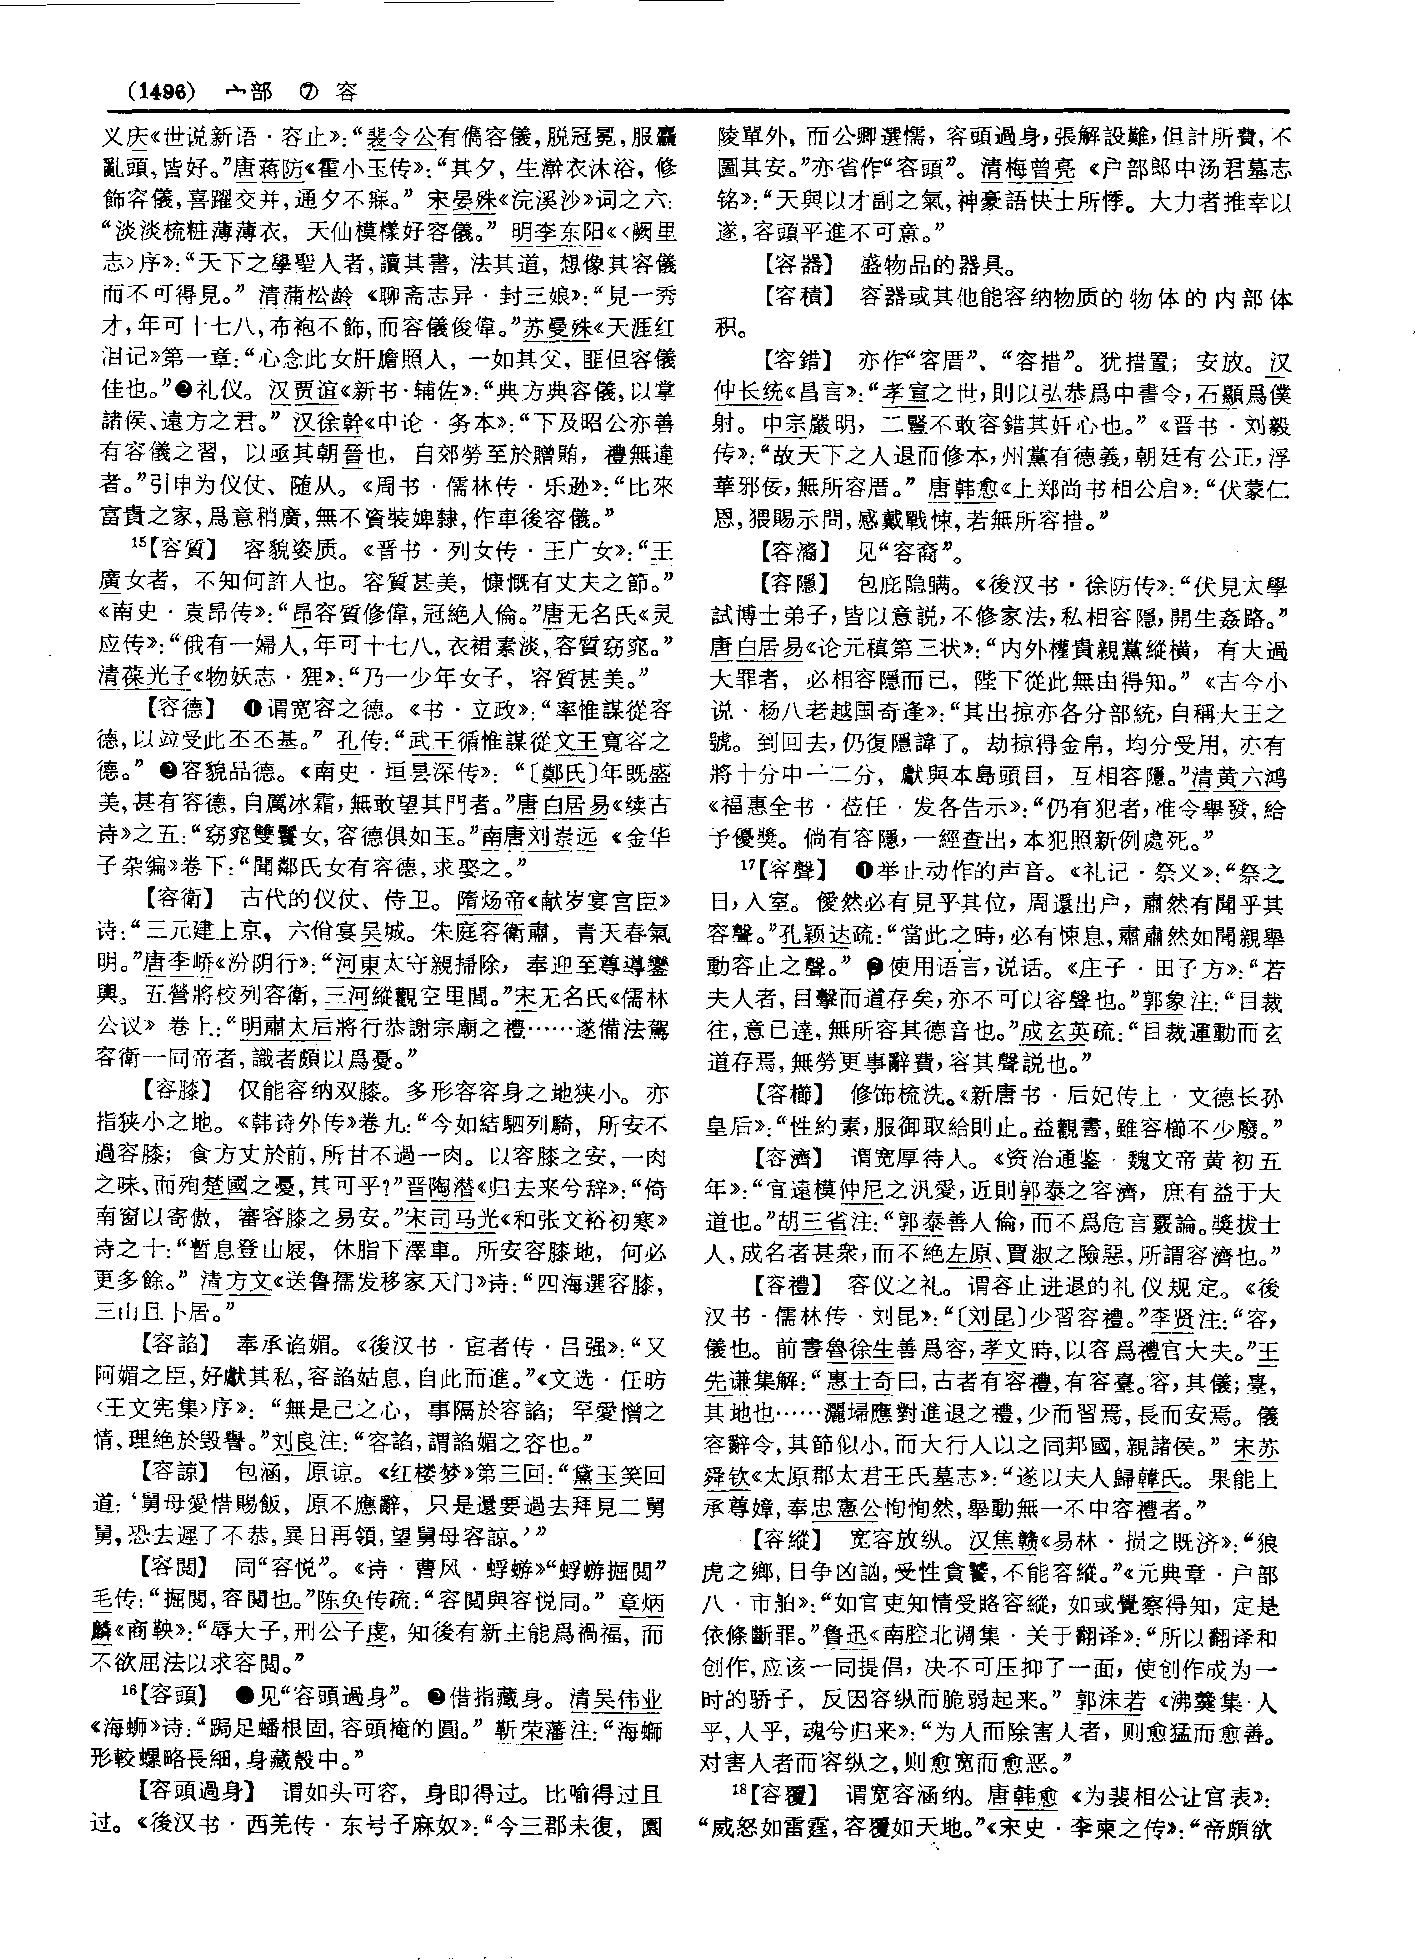 (1496) 宀部 ⑦ 容
义庆《世说新语·容止》：“裴令公有儁容儀，脱冠冕，服麤
亂頭，皆好。”唐蒋防《霍小玉传》：“其夕，生澣衣沐浴，修
飾容儀，喜躍交并，通夕不寐。” 宋晏殊《浣溪沙》词之六：
“淡淡梳粧薄薄衣，天仙模樣好容儀。” 明李东阳《〈阙里
志〉序》：“天下之學聖人者，讀其書，法其道，想像其容儀
而不可得見。” 清蒲松龄《聊斋志异·封三娘》：“見一秀
才，年可十七八，布袍不飾，而容儀俊偉。”苏曼殊《天涯红
泪记》第一章：“心念此女肝膽照人，一如其父，匪但容儀
佳也。”❷礼仪。汉贾谊《新书·辅佐》：“典方典容儀，以掌
諸侯、遠方之君。” 汉徐幹《中论·务本》：“下及昭公亦善
有容儀之習，以亟其朝晉也，自郊勞至於贈賄，禮無違
者。”引申为仪仗、随从。《周书·儒林传·乐逊》：“比來
富貴之家，爲意稍廣，無不資裝婢隸，作車後容儀。”
15【容質】 容貌姿质。《晋书·列女传·王广女》：“王
廣女者，不知何許人也。容質甚美，慷慨有丈夫之節。”
《南史·袁昂传》：“昂容質修偉，冠絶人倫。”唐无名氏《灵
应传》：“俄有一婦人，年可十七八，衣裙素淡，容質窈窕。”
清葆光子《物妖志·狸》：“乃一少年女子，容質甚美。”
【容德】 ❶谓宽容之德。《书·立政》：“率惟謀從容
德，以竝受此丕丕基。” 孔传：“武王循惟謀從文王寬容之
德。” ❷容貌品德。《南史·垣昙深传》：“〔鄭氏〕年既盛
美，甚有容德，自厲冰霜，無敢望其門者。”唐白居易《续古
诗》之五：“窈窕雙鬟女，容德俱如玉。”南唐刘崇远《金华
子杂编》卷下：“聞鄰氏女有容德，求娶之。”
【容衛】 古代的仪仗、侍卫。隋炀帝《献岁宴宫臣》
诗：“三元建上京，六佾宴吴城。朱庭容衛肅，青天春氣
明。”唐李峤《汾阴行》：“河東太守親掃除，奉迎至尊導鑾
輿。五營將校列容衛，三河縱觀空里閭。”宋无名氏《儒林
公议》卷上：“明肅太后將行恭謝宗廟之禮……遂備法駕
容衛一同帝者，識者頗以爲憂。”
【容膝】 仅能容纳双膝。多形容容身之地狭小。亦
指狭小之地。《韩诗外传》卷九：“今如結駟列騎，所安不
過容膝；食方丈於前，所甘不過一肉。以容膝之安，一肉
之味、而殉楚國之憂，其可乎？”晋陶潜《归去来兮辞》：“倚
南窗以寄傲，審容膝之易安。”宋司马光《和张文裕初寒》
诗之十：“暫息登山屐，休脂下澤車。所安容膝地，何必
更多餘。” 清方文《送鲁孺发移家天门》诗：“四海選容膝，
三山且卜居。”
【容諂】 奉承谄媚。《後汉书·宦者传·吕强》：“又
阿媚之臣，好獻其私，容諂姑息，自此而進。”《文选·任昉
〈王文宪集〉序》：“無是己之心，事隔於容諂；罕愛憎之
情，理絶於毀譽。”刘良注：“容諂，謂諂媚之容也。”
【容諒】 包涵，原谅。《红楼梦》第三回：“黛玉笑回
道：‘舅母愛惜賜飯，原不應辭，只是還要過去拜見二舅
舅，恐去遲了不恭，異日再領，望舅母容諒。’”
【容閲】 同“容悦”。《诗·曹风·蜉蝣》“蜉蝣掘閲”
毛传：“掘閲，容閲也。”陈奂传疏：“容閲與容悦同。” 章炳
麟《商鞅》：“辱大子，刑公子虔，知後有新主能爲禍福，而
不欲屈法以求容閲。”
16【容頭】 ❶见“容頭過身”。❷借指藏身。清吴伟业
《海蛳》诗：“跼足蟠根固，容頭掩的圓。” 靳荣藩注：“海螄
形較螺略長細，身藏殼中。”
【容頭過身】 谓如头可容，身即得过。比喻得过且
过。《後汉书·西羌传·东号子麻奴》：“今三郡未復，園
陵單外，而公卿選懦，容頭過身，張解設難，但計所費，不
圖其安。”亦省作“容頭”。清梅曾亮《户部郎中汤君墓志
铭》：“天與以才副之氣，神豪語快士所悸。大力者推幸以
遂，容頭平進不可意。”
【容器】 盛物品的器具。
【容積】 容器或其他能容纳物质的物体的内部体
积。
【容錯】 亦作“容厝”、“容措”。犹措置；安放。汉
仲长统《昌言》：“孝宣之世，則以弘恭爲中書令，石顯爲僕
射。中宗嚴明，二豎不敢容錯其奸心也。”《晋书·刘毅
传》：“故天下之人退而修本，州黨有德義，朝廷有公正，浮
華邪佞，無所容厝。” 唐韩愈《上郑尚书相公启》：“伏蒙仁
恩，猥賜示問，感戴戰悚，若無所容措。”
【容潏】 见“容裔”。
【容隱】 包庇隐瞒。《後汉书·徐防传》：“伏見太學
試博士弟子，皆以意説，不修家法，私相容隱，開生姦路。”
唐白居易《论元稹第三状》：“内外權貴親黨縱横，有大過
大罪者，必相容隱而已，陛下從此無由得知。”《古今小
说·杨八老越国奇逢》：“其出掠亦各分部統，自稱大王之
號。到回去，仍復隱諱了。劫掠得金帛，均分受用，亦有
將十分中一二分，獻與本島頭目，互相容隱。”清黄六鸿
《福惠全书·莅任·发各告示》：“仍有犯者，准令舉發，給
予優奬。倘有容隱，一經查出，本犯照新例處死。”
17【容聲】 ❶举止动作的声音。《礼记·祭义》：“祭之
日，入室。僾然必有見乎其位，周還出户，肅然有聞乎其
容聲。”孔颖达疏：“當此之時，必有悚息，肅肅然如聞親舉
動容止之聲。” ❷使用语言，说话。《庄子·田子方》：“若
夫人者，目擊而道存矣，亦不可以容聲也。”郭象注：“目裁
往，意已達，無所容其德音也。”成玄英疏：“目裁運動而玄
道存焉，無勞更事辭費，容其聲説也。”
【容櫛】 修饰梳洗。《新唐书·后妃传上·文德长孙
皇后》：“性約素，服御取給則止。益觀書，雖容櫛不少廢。”
【容濟】 谓宽厚待人。《资治通鉴·魏文帝黄初五
年》：“宜遠模仲尼之汎愛，近則郭泰之容濟，庶有益于大
道也。”胡三省注：“郭泰善人倫，而不爲危言覈論。奬拔士
人，成名者甚衆，而不絶左原、賈淑之險惡，所謂容濟也。”
【容禮】 容仪之礼。谓容止进退的礼仪规定。《後
汉书·儒林传·刘昆》：“〔刘昆〕少習容禮。”李贤注：“容，
儀也。前書魯徐生善爲容，孝文時，以容爲禮官大夫。”王
先谦集解：“惠士奇曰，古者有容禮，有容臺。容，其儀；臺，
其地也……灑埽應對進退之禮，少而習焉，長而安焉。儀
容辭令，其節似小，而大行人以之同邦國，親諸侯。” 宋苏
舜钦《太原郡太君王氏墓志》：“遂以夫人歸韓氏。果能上
承尊嫜，奉忠憲公恂恂然，舉動無一不中容禮者。”
【容縱】 宽容放纵。汉焦赣《易林·损之既济》：“狼
虎之鄉，日争凶訩，受性貪饕，不能容縱。”《元典章·户部
八·市舶》：“如官吏知情受賂容縱，如或覺察得知，定是
依條斷罪。”鲁迅《南腔北调集·关于翻译》：“所以翻译和
创作，应该一同提倡，决不可压抑了一面，使创作成为一
时的骄子，反因容纵而脆弱起来。” 郭沫若《沸羹集·人
乎，人乎，魂兮归来》：“为人而除害人者，则愈猛而愈善。
对害人者而容纵之，则愈宽而愈恶。”
18【容覆】 谓宽容涵纳。唐韩愈《为裴相公让官表》：
“威怒如雷霆，容覆如天地。”《宋史·李柬之传》：“帝頗欲